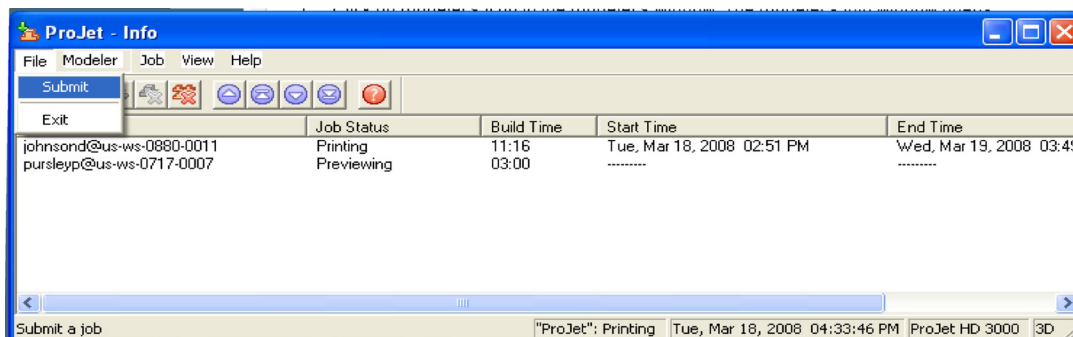 ProJet - Info
File Modeler Job View Help
Submit
Exit
Job Status Build Time Start Time End Time
johnsond@us-ws-0880-0011 Printing 11:16 Tue, Mar 18, 2008 02:51 PM Wed, Mar 19, 2008 03:49
pursleyp@us-ws-0717-0007 Previewing 03:00 --------- ---------
Submit a job "ProJet": Printing Tue, Mar 18, 2008 04:33:46 PM ProJet HD 3000 3D